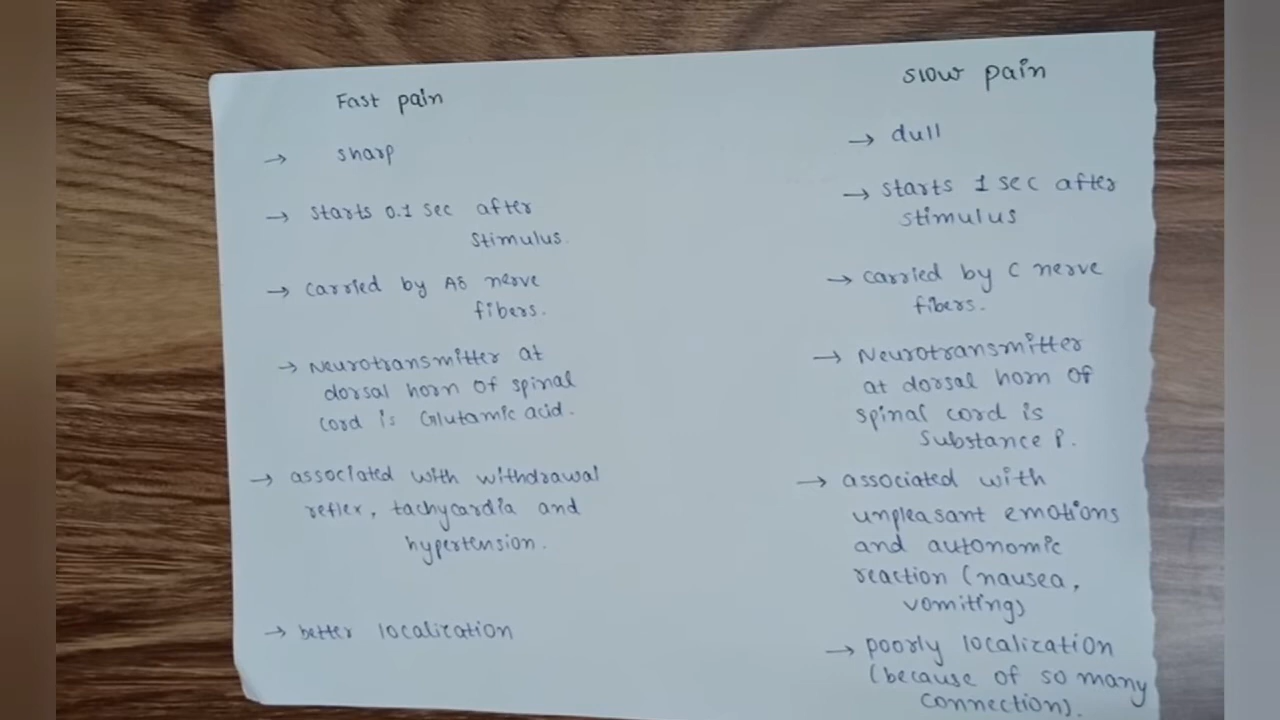 Fast pain
→ sharp
→ starts 0.1 sec after
stimulus.
→ carried by Aδ nerve
fibers.
→ Neurotransmitter at
dorsal horn of spinal
cord is Glutamic acid.
→ associated with withdrawal
reflex, tachycardia and
hypertension.
→ better localization
slow pain
→ dull
→ starts 1 sec after
stimulus
→ carried by C nerve
fibers.
→ Neurotransmitter
at dorsal horn of
spinal cord is
Substance P.
→ associated with
unpleasant emotions
and autonomic
reaction (nausea,
vomiting)
→ poorly localization
(because of so many
connection).